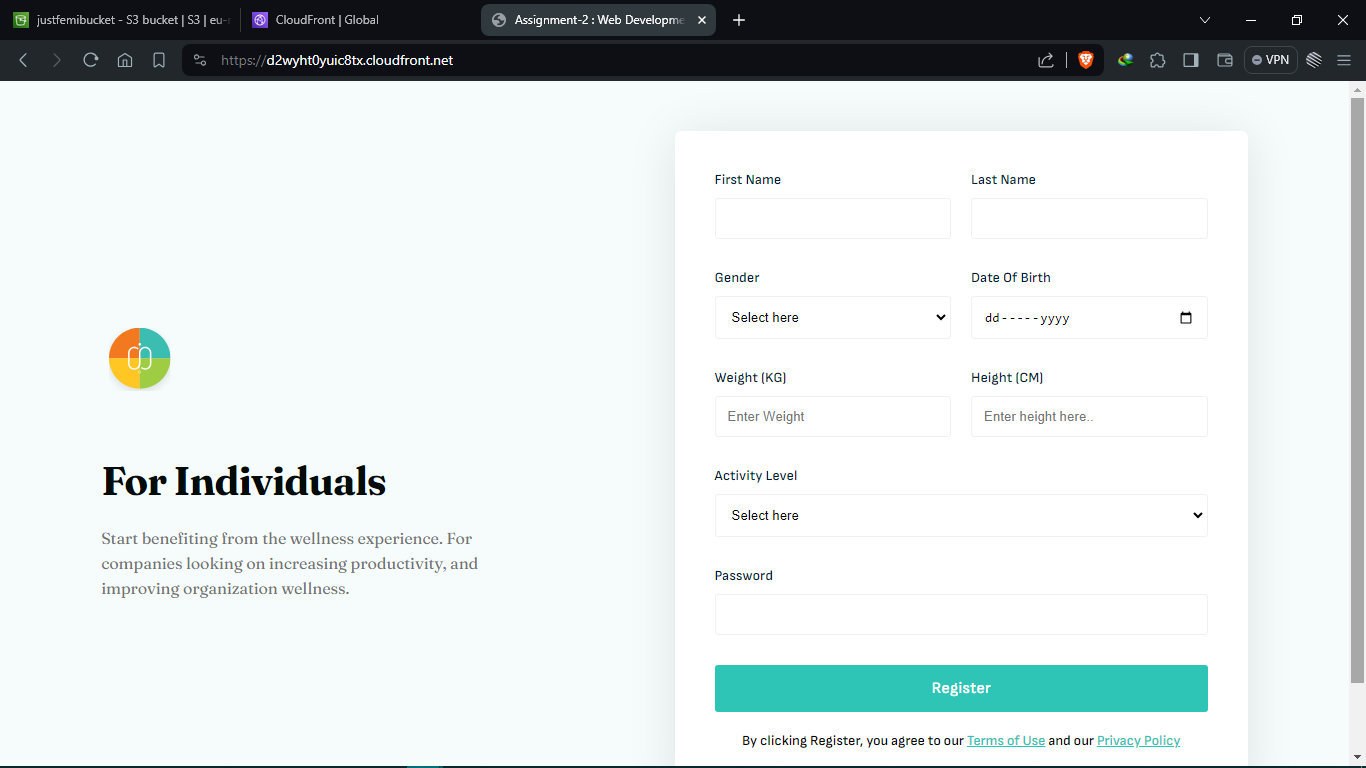 justfemibucket - S3 bucket | S3 | eu-
CloudFront | Global
Assignment-2 : Web Developme
https://d2wyht0yuic8tx.cloudfront.net
VPN
First Name
Last Name
Gender
Date Of Birth
Select here
dd-----yyyy
Weight (KG)
Height (CM)
Enter Weight
Enter height here..
Activity Level
Select here
Password
Register
By clicking Register, you agree to our Terms of Use and our Privacy Policy
For Individuals
Start benefiting from the wellness experience. For
companies looking on increasing productivity, and
improving organization wellness.